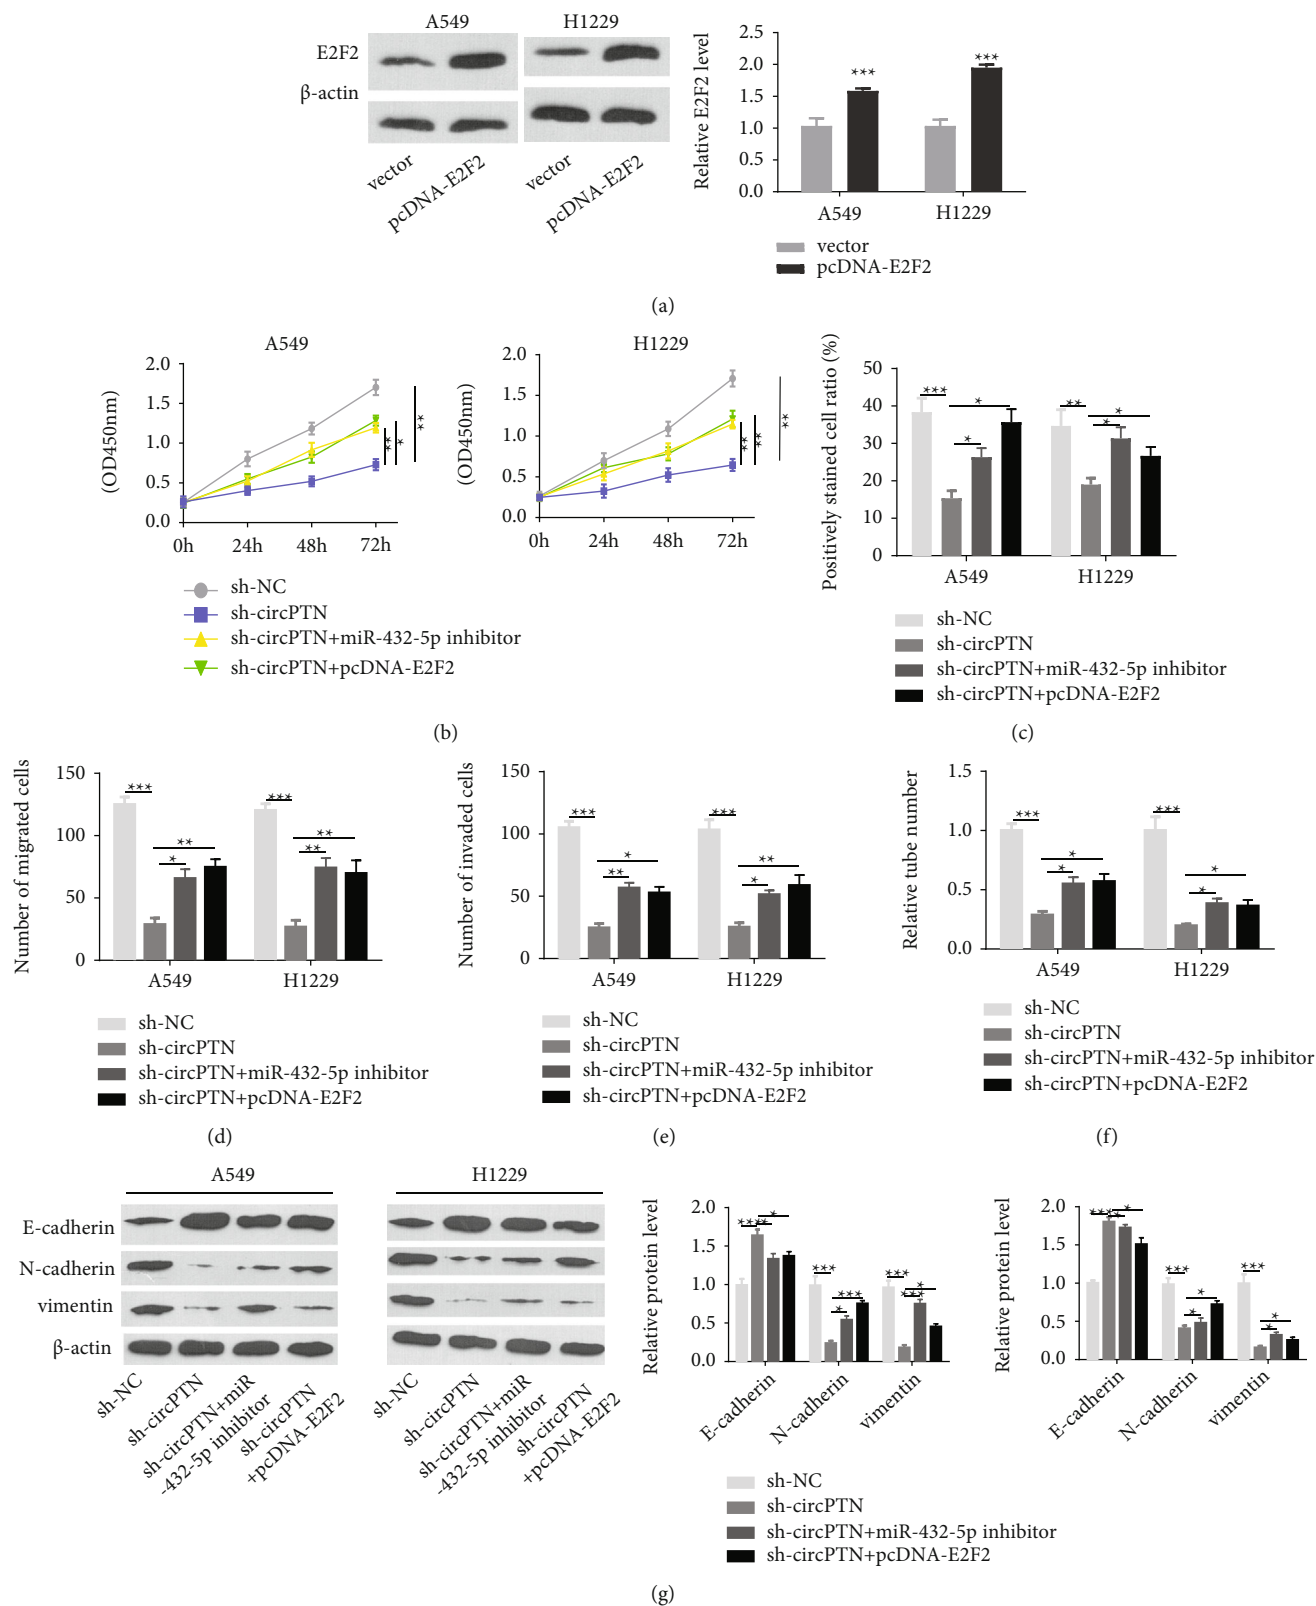 A549
H1229
E2F2
β-actin
vector
pcDNA-E2F2
vector
pcDNA-E2F2
Relative E2F2 level
2.5
2.0
1.5
1.0
0.5
0.0
***
***
A549
H1229
vector
pcDNA-E2F2
(a)
A549
(OD450nm)
2.0
1.5
1.0
0.5
0.0
0h
24h
48h
72h
**
*
**
H1229
(OD450nm)
2.0
1.5
1.0
0.5
0.0
0h
24h
48h
72h
**
**
**
sh-NC
sh-circPTN
sh-circPTN+miR-432-5p inhibitor
sh-circPTN+pcDNA-E2F2
(b)
Positively stained cell ratio (%)
50
40
30
20
10
0
***
*
*
**
*
*
A549
H1229
sh-NC
sh-circPTN
sh-circPTN+miR-432-5p inhibitor
sh-circPTN+pcDNA-E2F2
(c)
Number of migrated cells
150
100
50
0
***
**
*
***
**
**
A549
H1229
sh-NC
sh-circPTN
sh-circPTN+miR-432-5p inhibitor
sh-circPTN+pcDNA-E2F2
(d)
Number of invaded cells
150
100
50
0
***
*
**
***
**
*
A549
H1229
sh-NC
sh-circPTN
sh-circPTN+miR-432-5p inhibitor
sh-circPTN+pcDNA-E2F2
(e)
Relative tube number
1.5
1.0
0.5
0.0
***
*
*
***
*
*
A549
H1229
sh-NC
sh-circPTN
sh-circPTN+miR-432-5p inhibitor
sh-circPTN+pcDNA-E2F2
(f)
A549
H1229
E-cadherin
N-cadherin
vimentin
β-actin
sh-NC
sh-circPTN
sh-circPTN+miR
-432-5p inhibitor
sh-circPTN
+pcDNA-E2F2
sh-NC
sh-circPTN
sh-circPTN+miR
-432-5p inhibitor
sh-circPTN
+pcDNA-E2F2
Relative protein level
2.0
1.5
1.0
0.5
0.0
****
*
***
***
*
***
*
***
E-cadherin
N-cadherin
vimentin
Relative protein level
2.0
1.5
1.0
0.5
0.0
***
*
*
***
*
*
***
*
*
E-cadherin
N-cadherin
vimentin
sh-NC
sh-circPTN
sh-circPTN+miR-432-5p inhibitor
sh-circPTN+pcDNA-E2F2
(g)